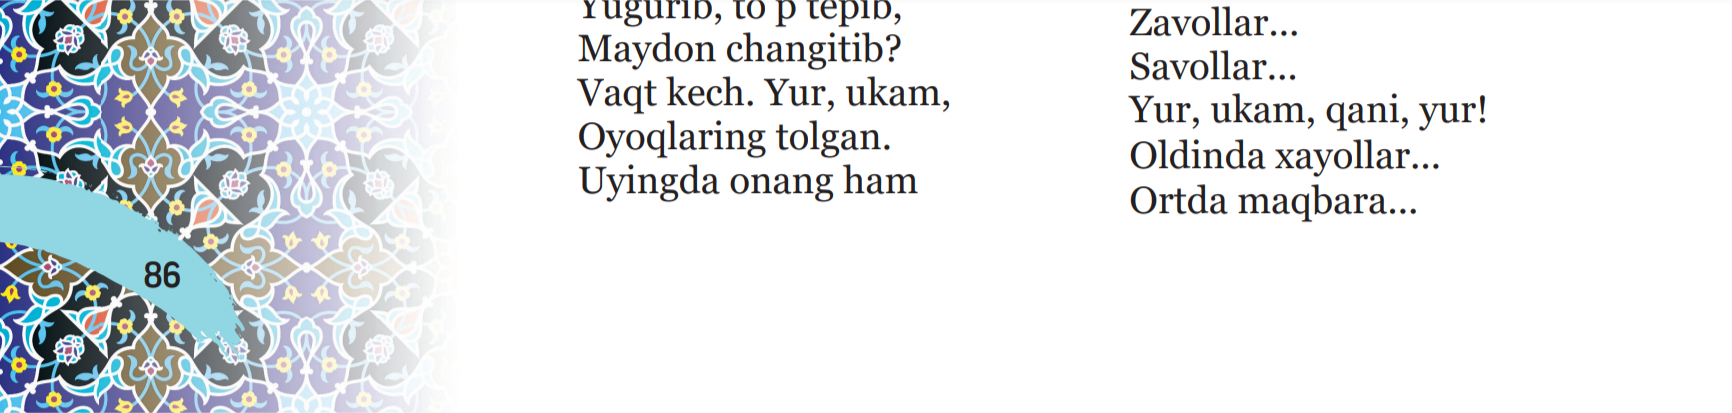 Yugurib, to‘p tepib,
Maydon changitib?
Vaqt kech. Yur, ukam,
Oyoqlaring tolgan.
Uyingda onang ham
Zavollar...
Savollar...
Yur, ukam, qani, yur!
Oldinda xayollar...
Ortda maqbara...
86